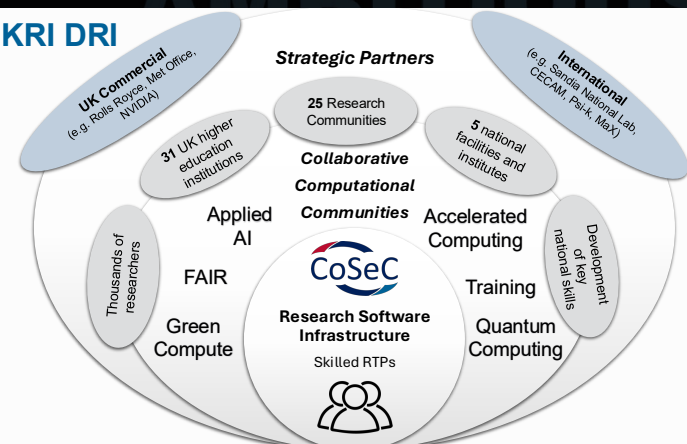 KRI DRI
UK Commercial
(e.g. Rolls Royce, Met Office,
NVIDIA)
Strategic Partners
International
(e.g. Sandia National Lab,
CECAM, Psi-k, MaX)
31 UK higher
education
institutions
25 Research
Communities
5 national
facilities and
institutes
Collaborative
Computational
Communities
Thousands of
researchers
Applied
AI
FAIR
Green
Compute
Accelerated
Computing
Training
Quantum
Computing
Development
of key
national skills
CoSeC
Research Software
Infrastructure
Skilled RTPs